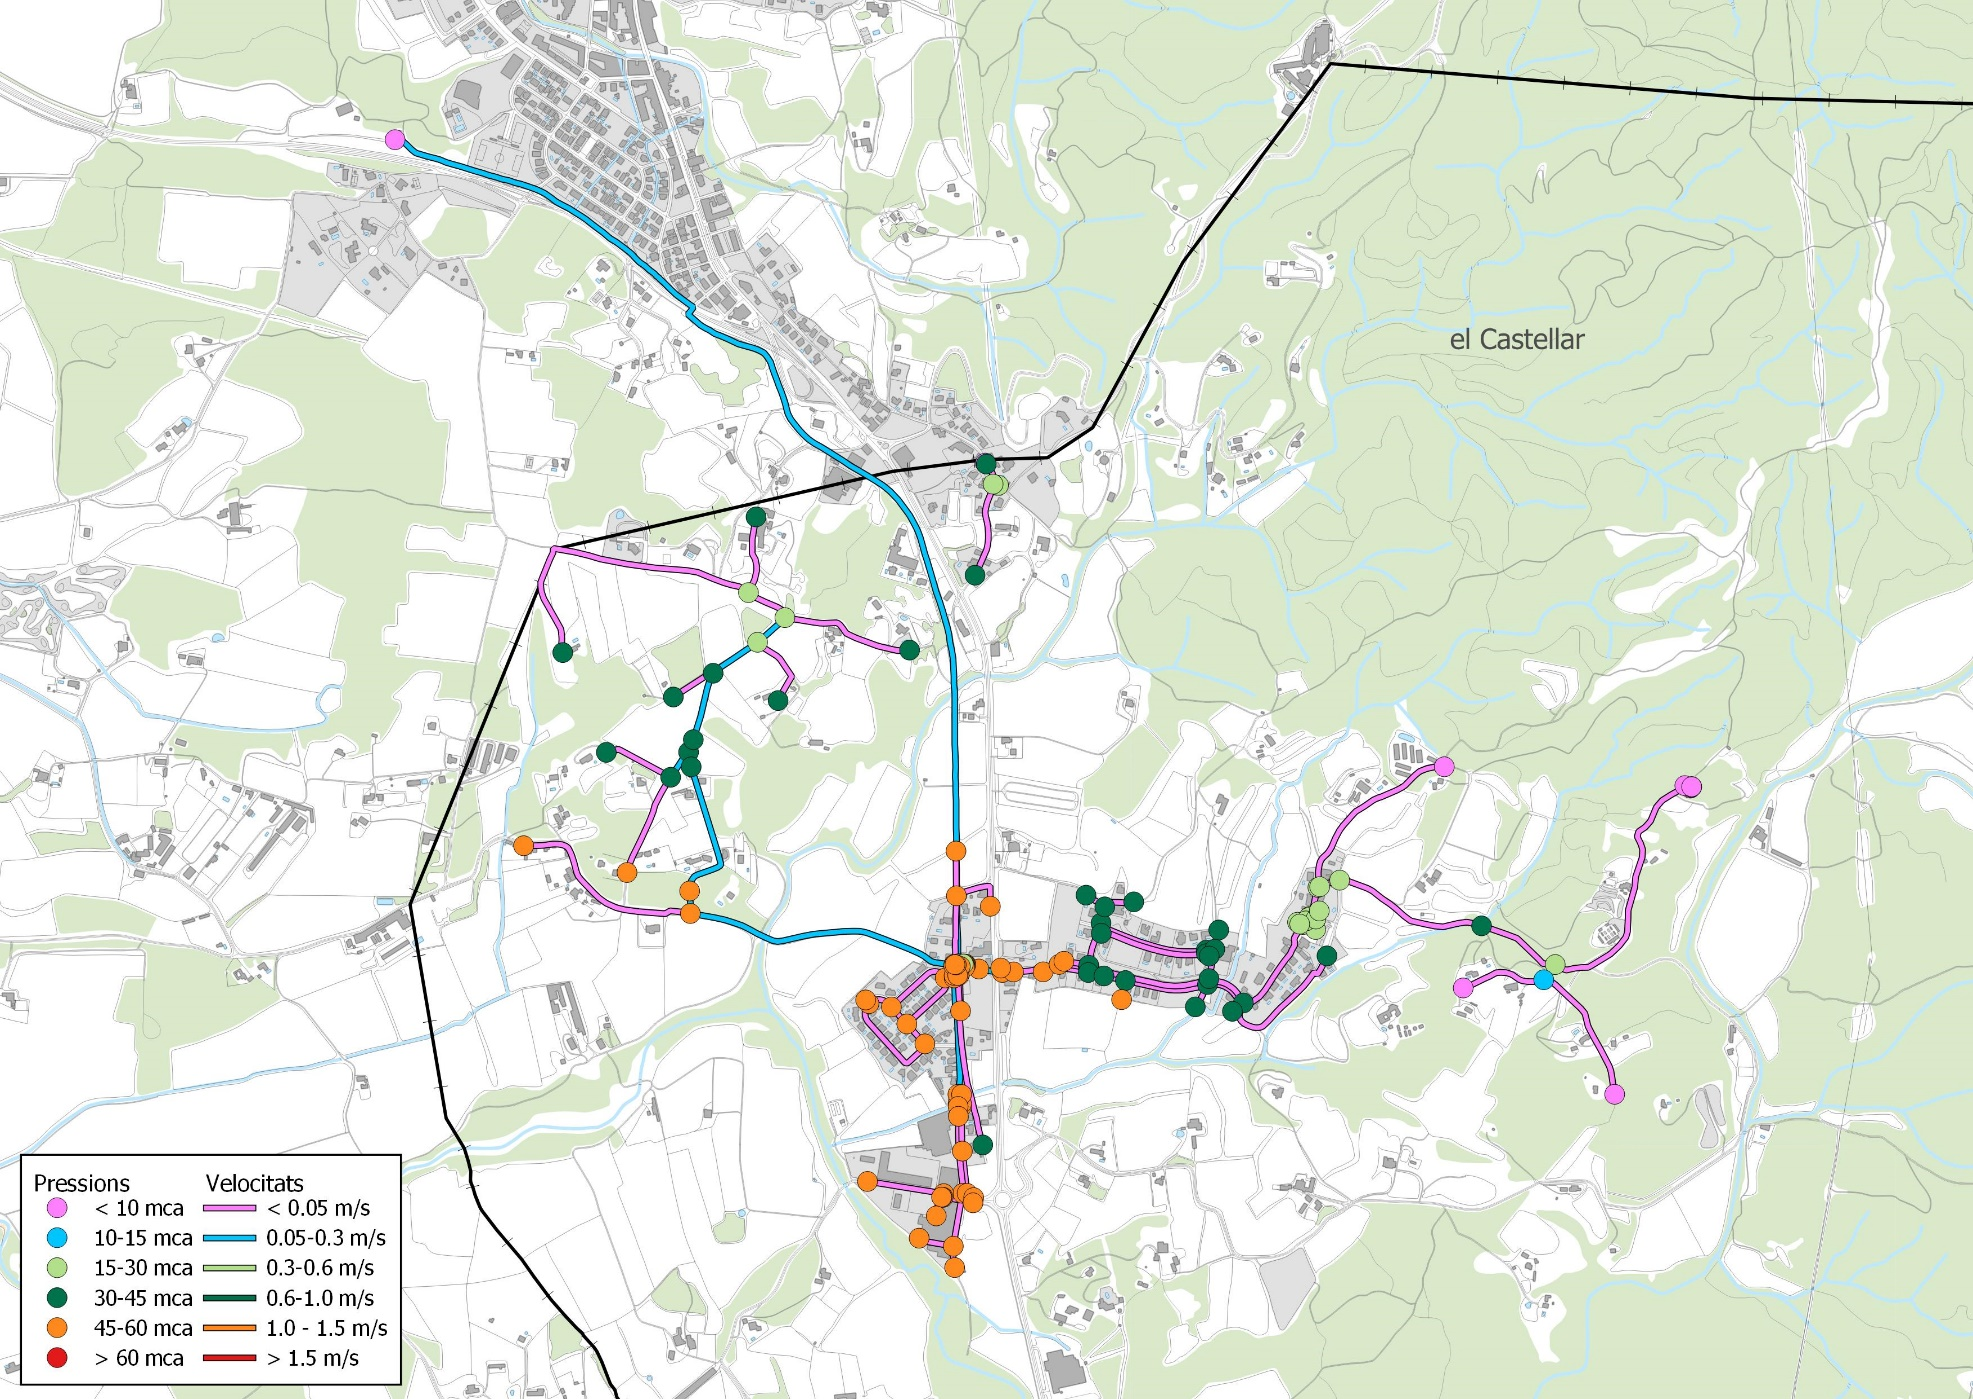 el Castellar
Pressions Velocitats
< 10 mca < 0.05 m/s
10-15 mca 0.05-0.3 m/s
15-30 mca 0.3-0.6 m/s
30-45 mca 0.6-1.0 m/s
45-60 mca 1.0 - 1.5 m/s
> 60 mca > 1.5 m/s